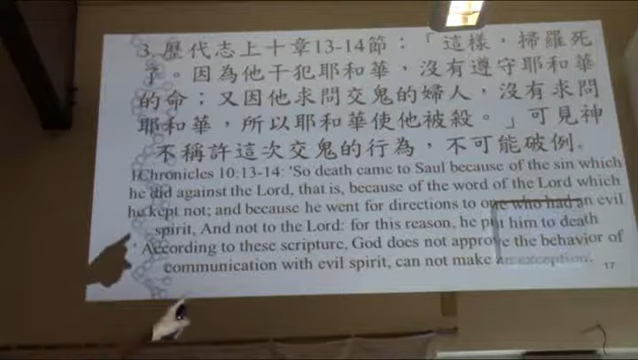 3. 歷代志上十章13-14節：「這樣，掃羅死
了。因為他干犯耶和華，沒有遵守耶和華
的命；又因他求問交鬼的婦人，沒有求問
耶和華，所以耶和華使他被殺。」可見神
不稱許這次交鬼的行為，不可能破例.
1Chronicles 10:13-14: 'So death came to Saul because of the sin which
he did against the Lord, that is, because of the word of the Lord which
he kept not; and because he went for directions to one who had an evil
spirit, And not to the Lord: for this reason, he put him to death
' According to these scripture, God does not approve the behavior of
communication with evil spirit, can not make an exception.
17